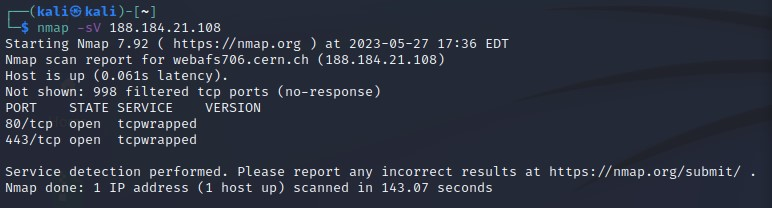 ┌──(kali㉿kali)-[~]
└─$ nmap -sV 188.184.21.108
Starting Nmap 7.92 ( https://nmap.org ) at 2023-05-27 17:36 EDT
Nmap scan report for webafs706.cern.ch (188.184.21.108)
Host is up (0.061s latency).
Not shown: 998 filtered tcp ports (no-response)
PORT    STATE SERVICE    VERSION
80/tcp  open  tcpwrapped
443/tcp open  tcpwrapped
Service detection performed. Please report any incorrect results at https://nmap.org/submit/ .
Nmap done: 1 IP address (1 host up) scanned in 143.07 seconds